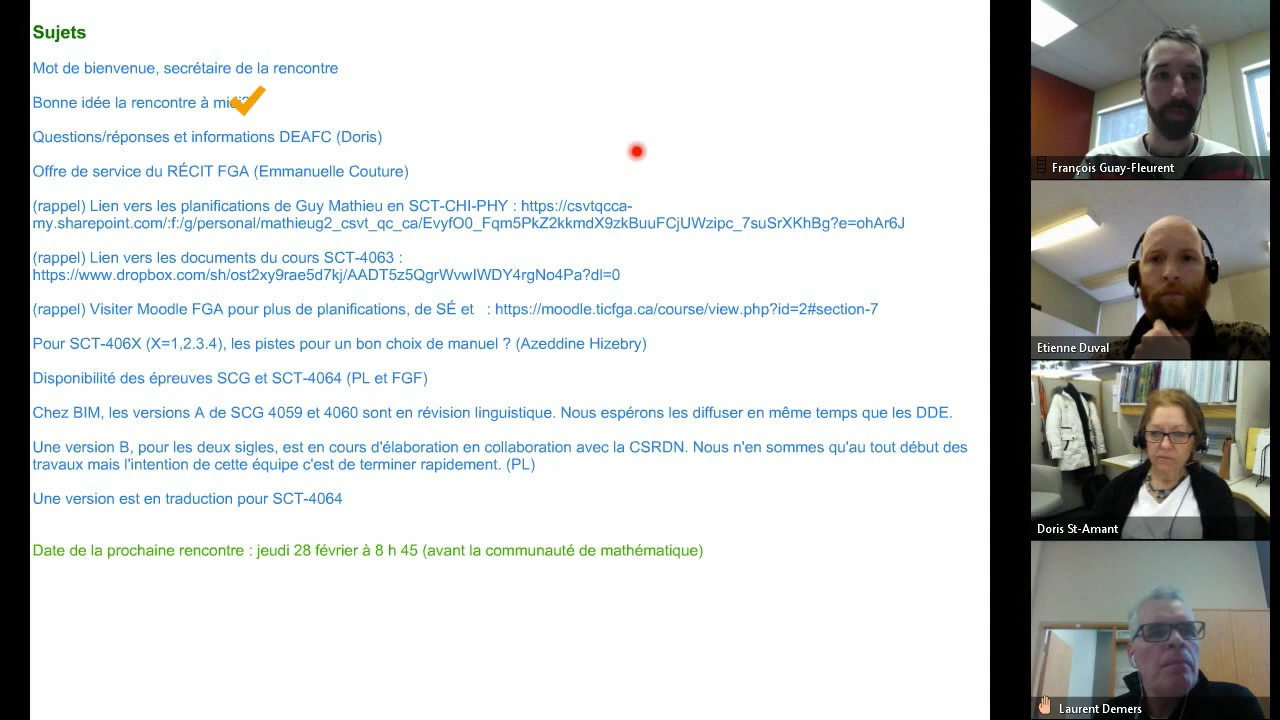 Sujets
Mot de bienvenue, secrétaire de la rencontre
Bonne idée la rencontre à midi?
Questions/réponses et informations DEAFC (Doris)
Offre de service du RÉCIT FGA (Emmanuelle Couture)
(rappel) Lien vers les planifications de Guy Mathieu en SCT-CHI-PHY : https://csvtqcca-
my.sharepoint.com/:f:/g/personal/mathieug2_csvt_qc_ca/EvyfO0_Fqm5PkZ2kkmdX9zkBuuFCjUWzipc_7suSrXKhBg?e=ohAr6J
(rappel) Lien vers les documents du cours SCT-4063 :
https://www.dropbox.com/sh/ost2xy9rae5d7kj/AADT5z5QgrWvwIWDY4rgNo4Pa?dl=0
(rappel) Visiter Moodle FGA pour plus de planifications, de SÉ et : https://moodle.ticfga.ca/course/view.php?id=2#section-7
Pour SCT-406X (X=1,2.3.4), les pistes pour un bon choix de manuel ? (Azeddine Hizebry)
Disponibilité des épreuves SCG et SCT-4064 (PL et FGF)
Chez BIM, les versions A de SCG 4059 et 4060 sont en révision linguistique. Nous espérons les diffuser en même temps que les DDE.
Une version B, pour les deux sigles, est en cours d'élaboration en collaboration avec la CSRDN. Nous n'en sommes qu'au tout début des
travaux mais l'intention de cette équipe c'est de terminer rapidement. (PL)
Une version est en traduction pour SCT-4064
Date de la prochaine rencontre : jeudi 28 février à 8 h 45 (avant la communauté de mathématique)
François Guay-Fleurent
Etienne Duval
Doris St-Amant
Laurent Demers